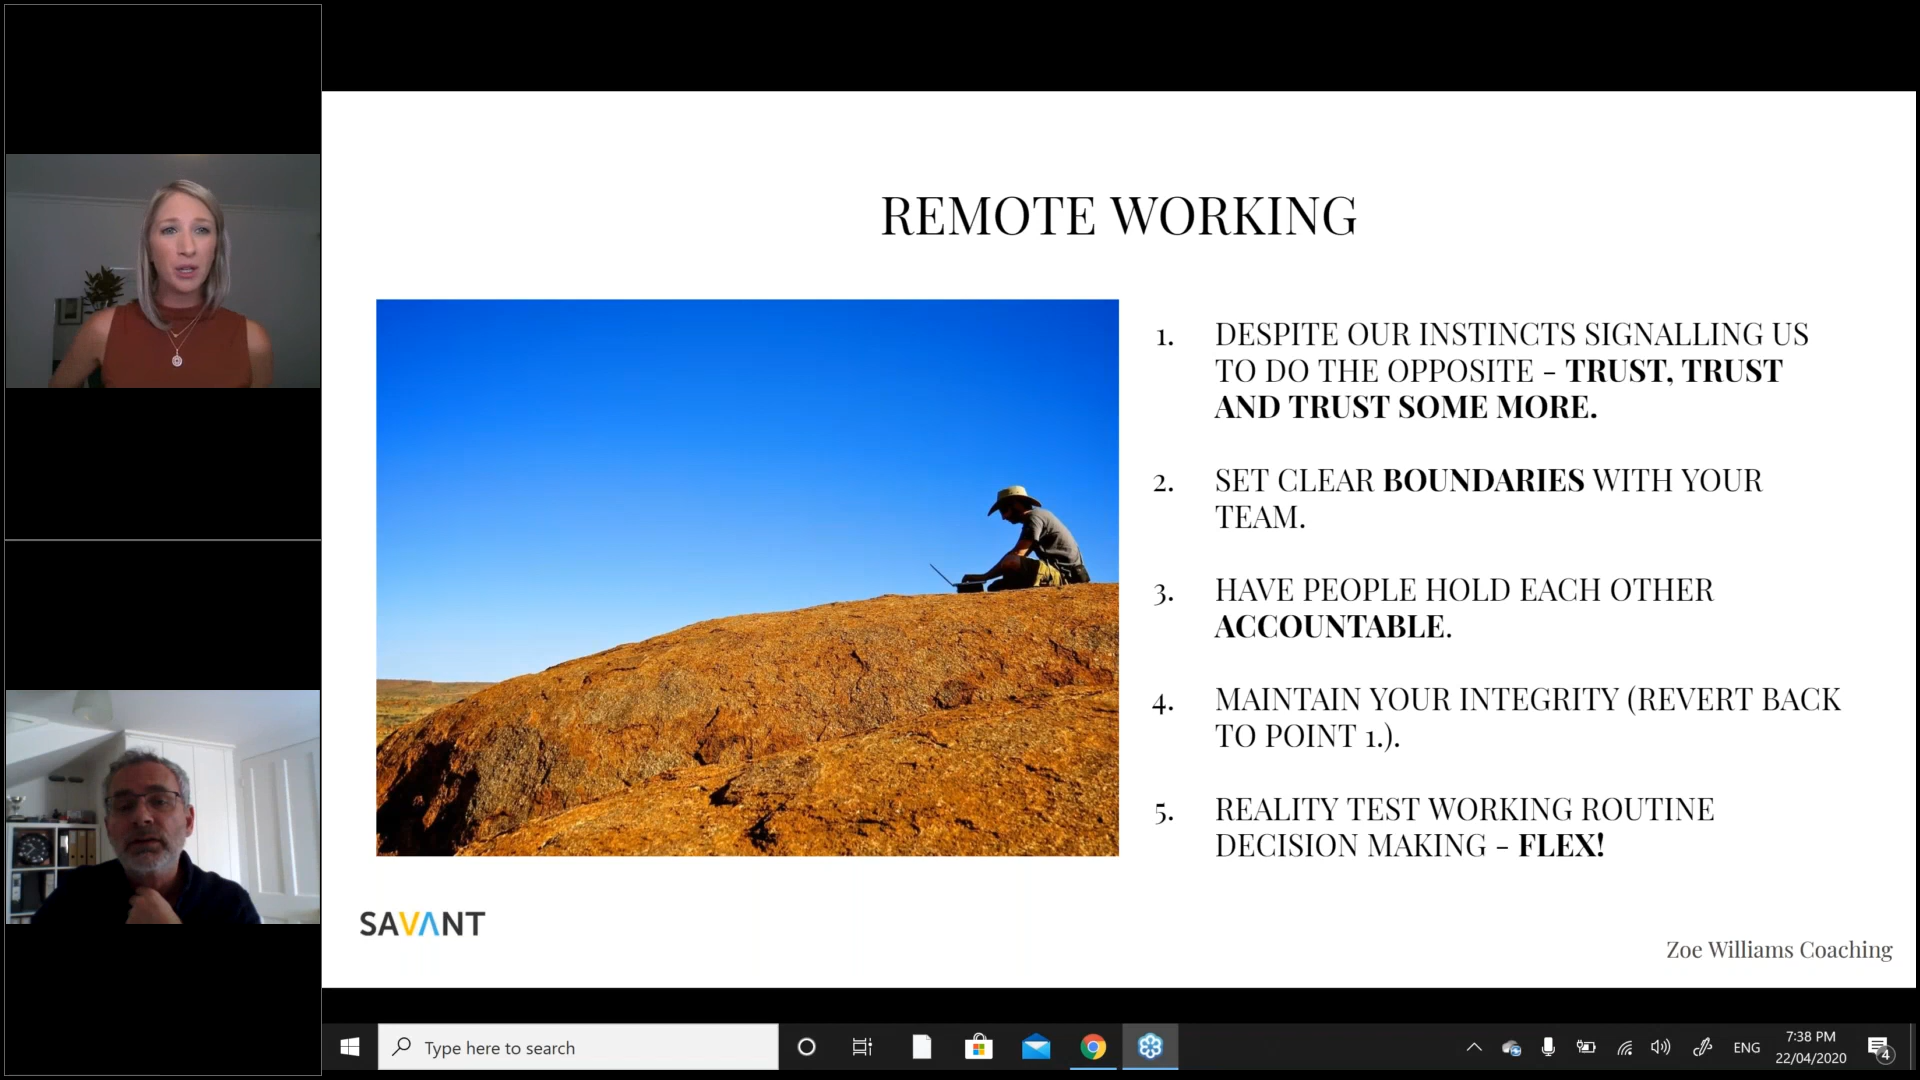 REMOTE WORKING
1. DESPITE OUR INSTINCTS SIGNALLING US
TO DO THE OPPOSITE - TRUST, TRUST
AND TRUST SOME MORE.
2. SET CLEAR BOUNDARIES WITH YOUR
TEAM.
3. HAVE PEOPLE HOLD EACH OTHER
ACCOUNTABLE.
4. MAINTAIN YOUR INTEGRITY (REVERT BACK
TO POINT 1.).
5. REALITY TEST WORKING ROUTINE
DECISION MAKING - FLEX!
SAVANT
Zoe Williams Coaching
Type here to search
ENG
7:38 PM
22/04/2020
4